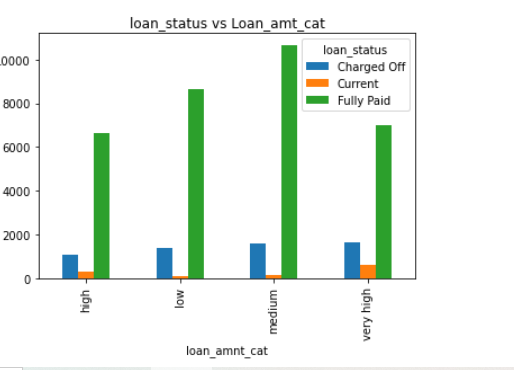 loan_status vs Loan_amt_cat
loan_status
Charged Off
Current
Fully Paid
8000
6000
4000
2000
0
high
low
medium
very high
loan_amnt_cat